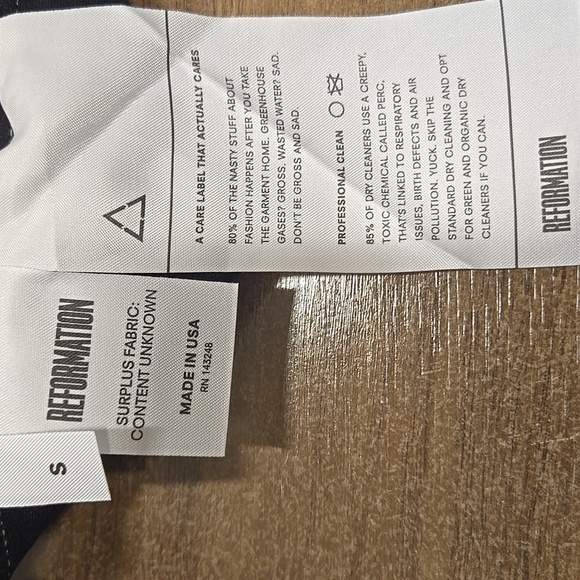 A CARE LABEL THAT ACTUALLY CARES
80% OF THE NASTY STUFF ABOUT
FASHION HAPPENS AFTER YOU TAKE
THE GARMENT HOME. GREENHOUSE
GASES? GROSS. WASTED WATER? SAD.
DON'T BE GROSS AND SAD.
PROFESSIONAL CLEAN
85% OF DRY CLEANERS USE A CREEPY,
TOXIC CHEMICAL CALLED PERC,
THAT'S LINKED TO RESPIRATORY
ISSUES, BIRTH DEFECTS AND AIR
POLLUTION. YUCK. SKIP THE
STANDARD DRY CLEANING AND OPT
FOR GREEN AND ORGANIC DRY
CLEANERS IF YOU CAN.
REFORMATION
REFORMATION
SURPLUS FABRIC:
CONTENT UNKNOWN
MADE IN USA
RN 143248
S